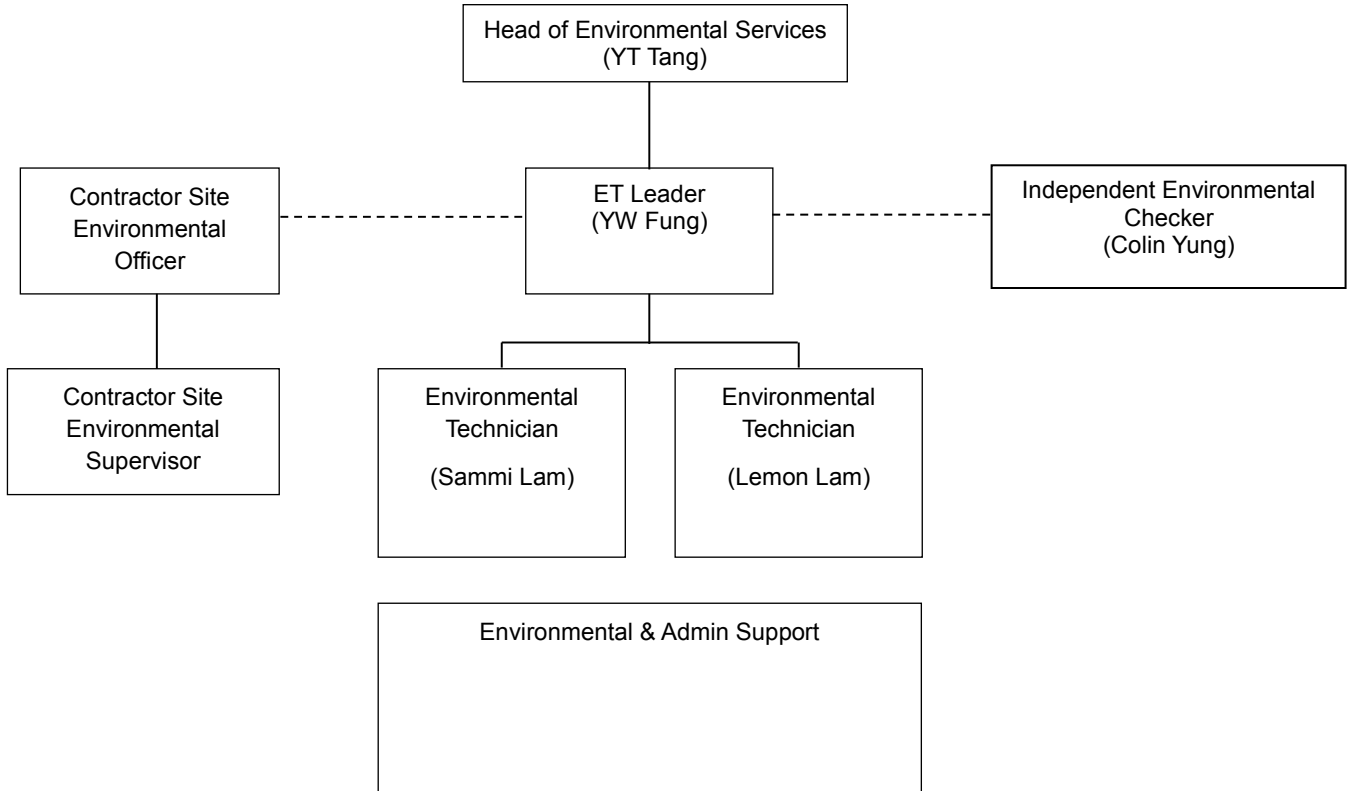 Head of Environmental Services
(YT Tang)
Contractor Site
Environmental
Officer
ET Leader
(YW Fung)
Independent Environmental
Checker
(Colin Yung)
Contractor Site
Environmental
Supervisor
Environmental
Technician
(Sammi Lam)
Environmental
Technician
(Lemon Lam)
Environmental & Admin Support